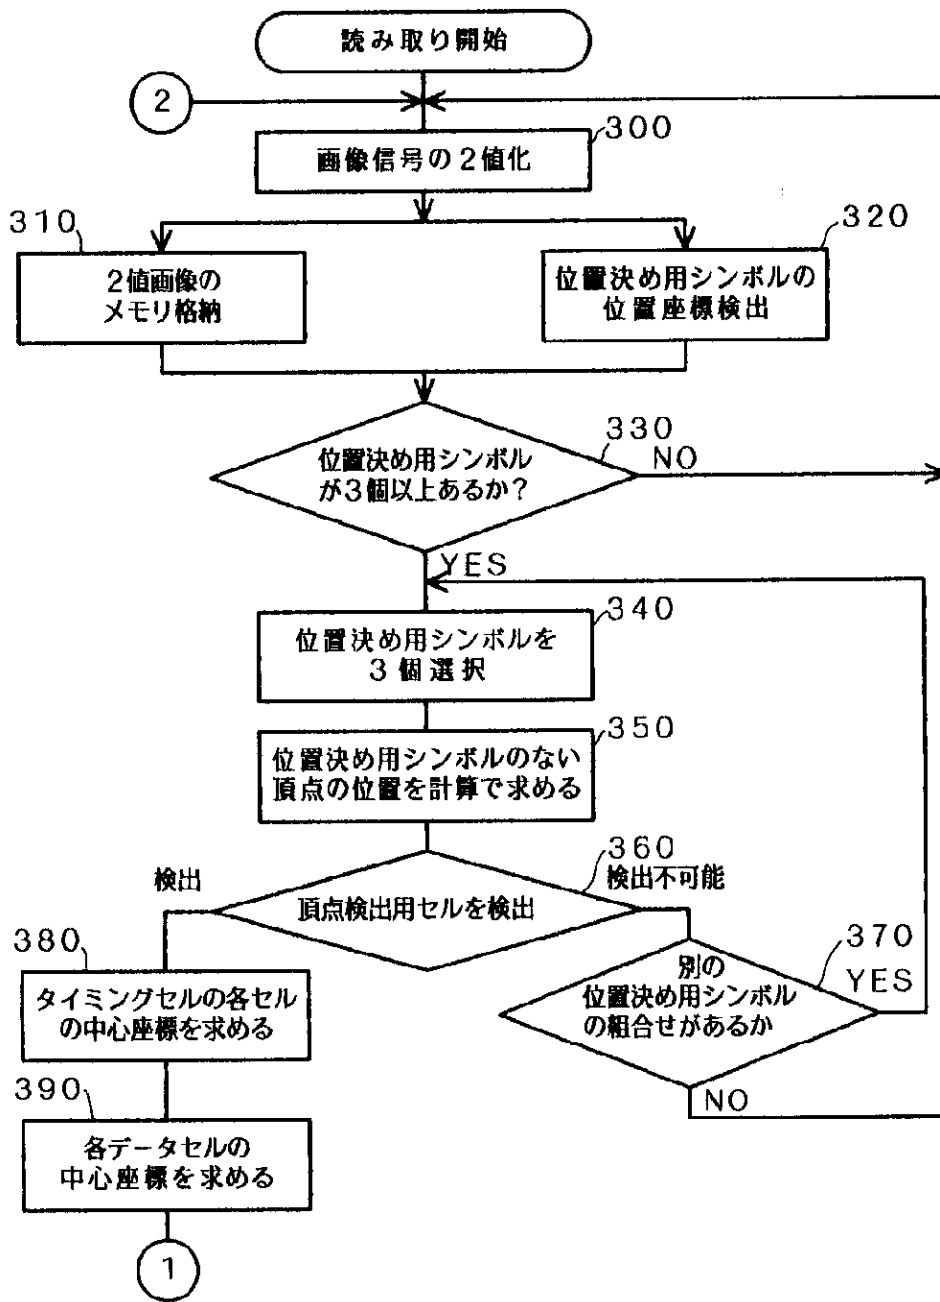 読み取り開始
2
300
画像信号の2値化
310
2値画像の
メモリ格納
320
位置決め用シンボルの
位置座標検出
330
位置決め用シンボル
が3個以上あるか?
NO
YES
340
位置決め用シンボルを
3個選択
350
位置決め用シンボルのない
頂点の位置を計算で求める
360
検出
検出不可能
頂点検出用セルを検出
370
別の
位置決め用シンボル
の組合せがあるか
YES
NO
380
タイミングセルの各セル
の中心座標を求める
390
各データセルの
中心座標を求める
1